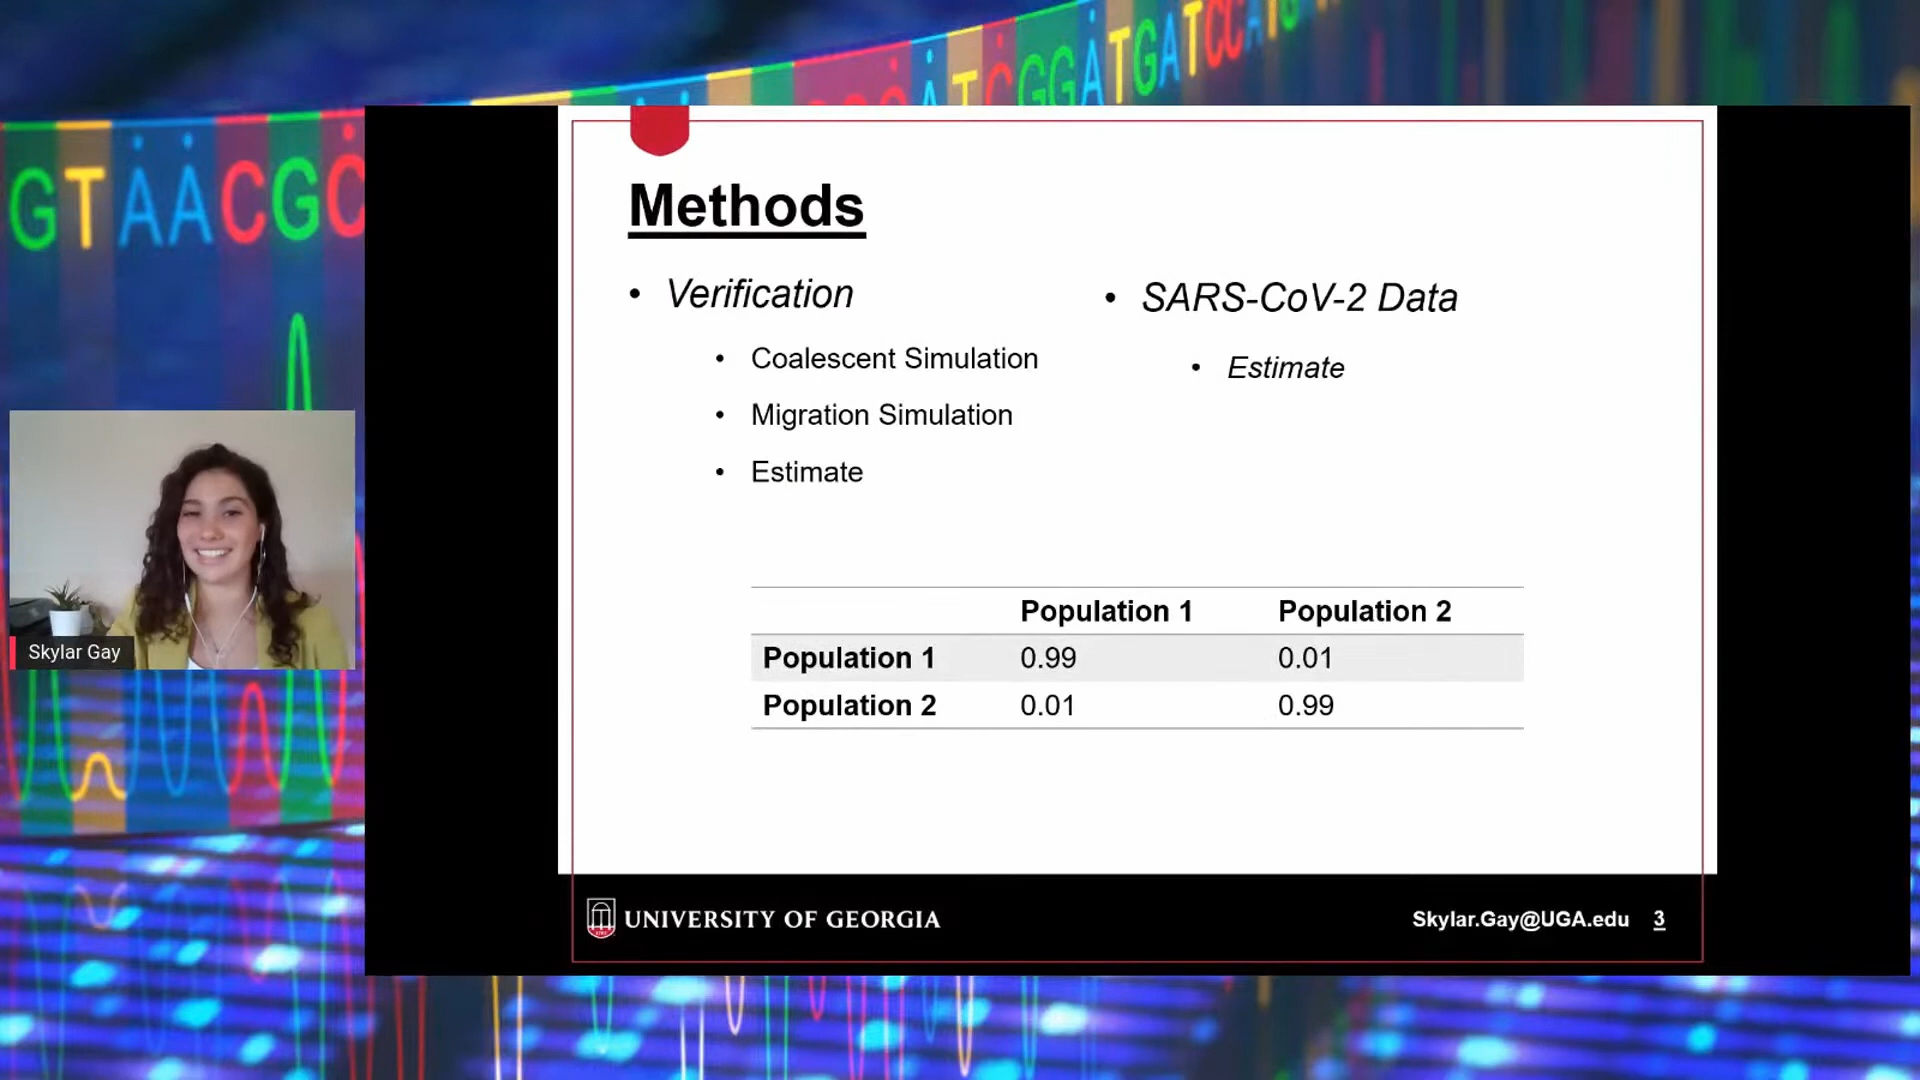 GTAACGC
ATCGGATGATCCATG
Methods
• Verification
• Coalescent Simulation
• Migration Simulation
• Estimate
• SARS-CoV-2 Data
• Estimate
Population 1 Population 2
Population 1 0.99 0.01
Population 2 0.01 0.99
UNIVERSITY OF GEORGIA
Skylar.Gay@UGA.edu 3
Skylar Gay